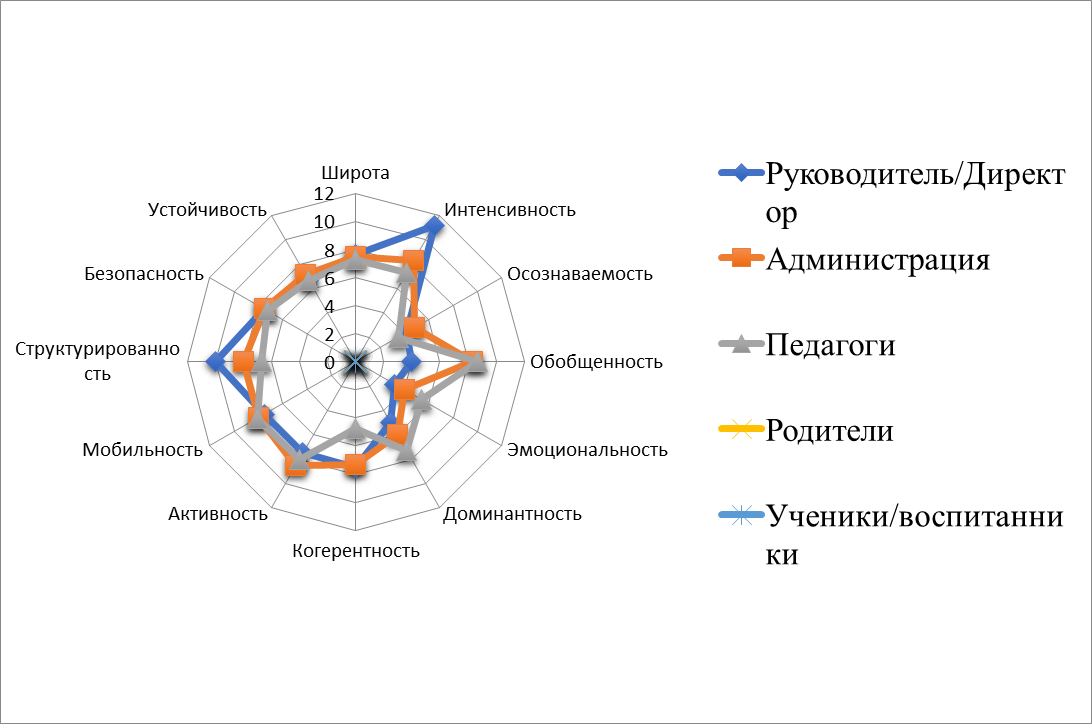 Широта
12
Устойчивость
10
Интенсивность
8
Безопасность
6
Осознаваемость
4
2
Структурированно
сть
0
Обобщенность
Мобильность
Эмоциональность
Активность
Доминантность
Когерентность
Руководитель/Директ
ор
Администрация
Педагоги
Родители
Ученики/воспитанни
ки